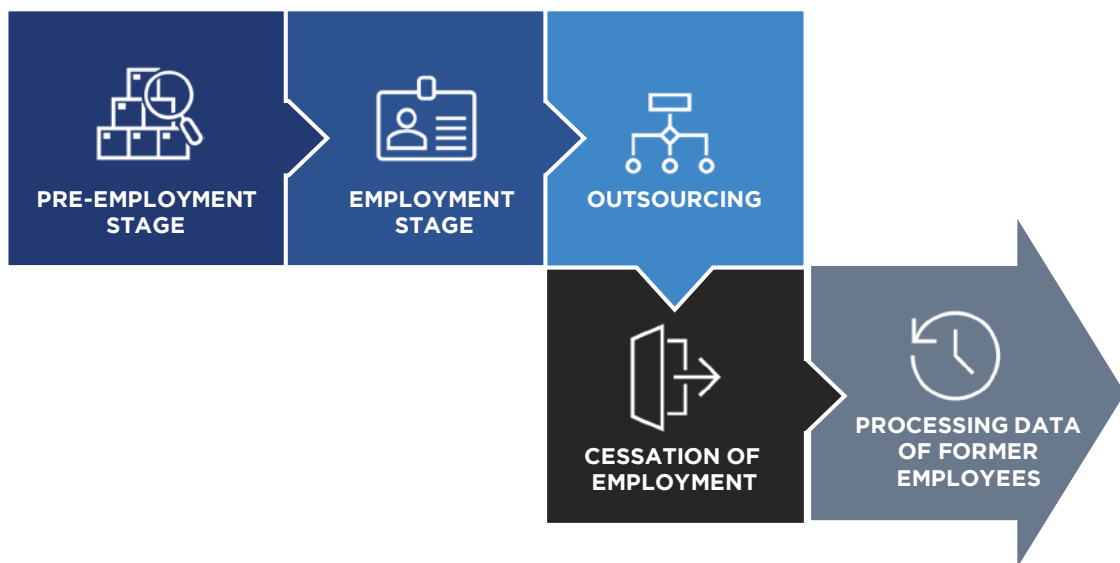 PRE-EMPLOYMENT
STAGE
EMPLOYMENT
STAGE
OUTSOURCING
CESSATION OF
EMPLOYMENT
PROCESSING DATA
OF FORMER
EMPLOYEES